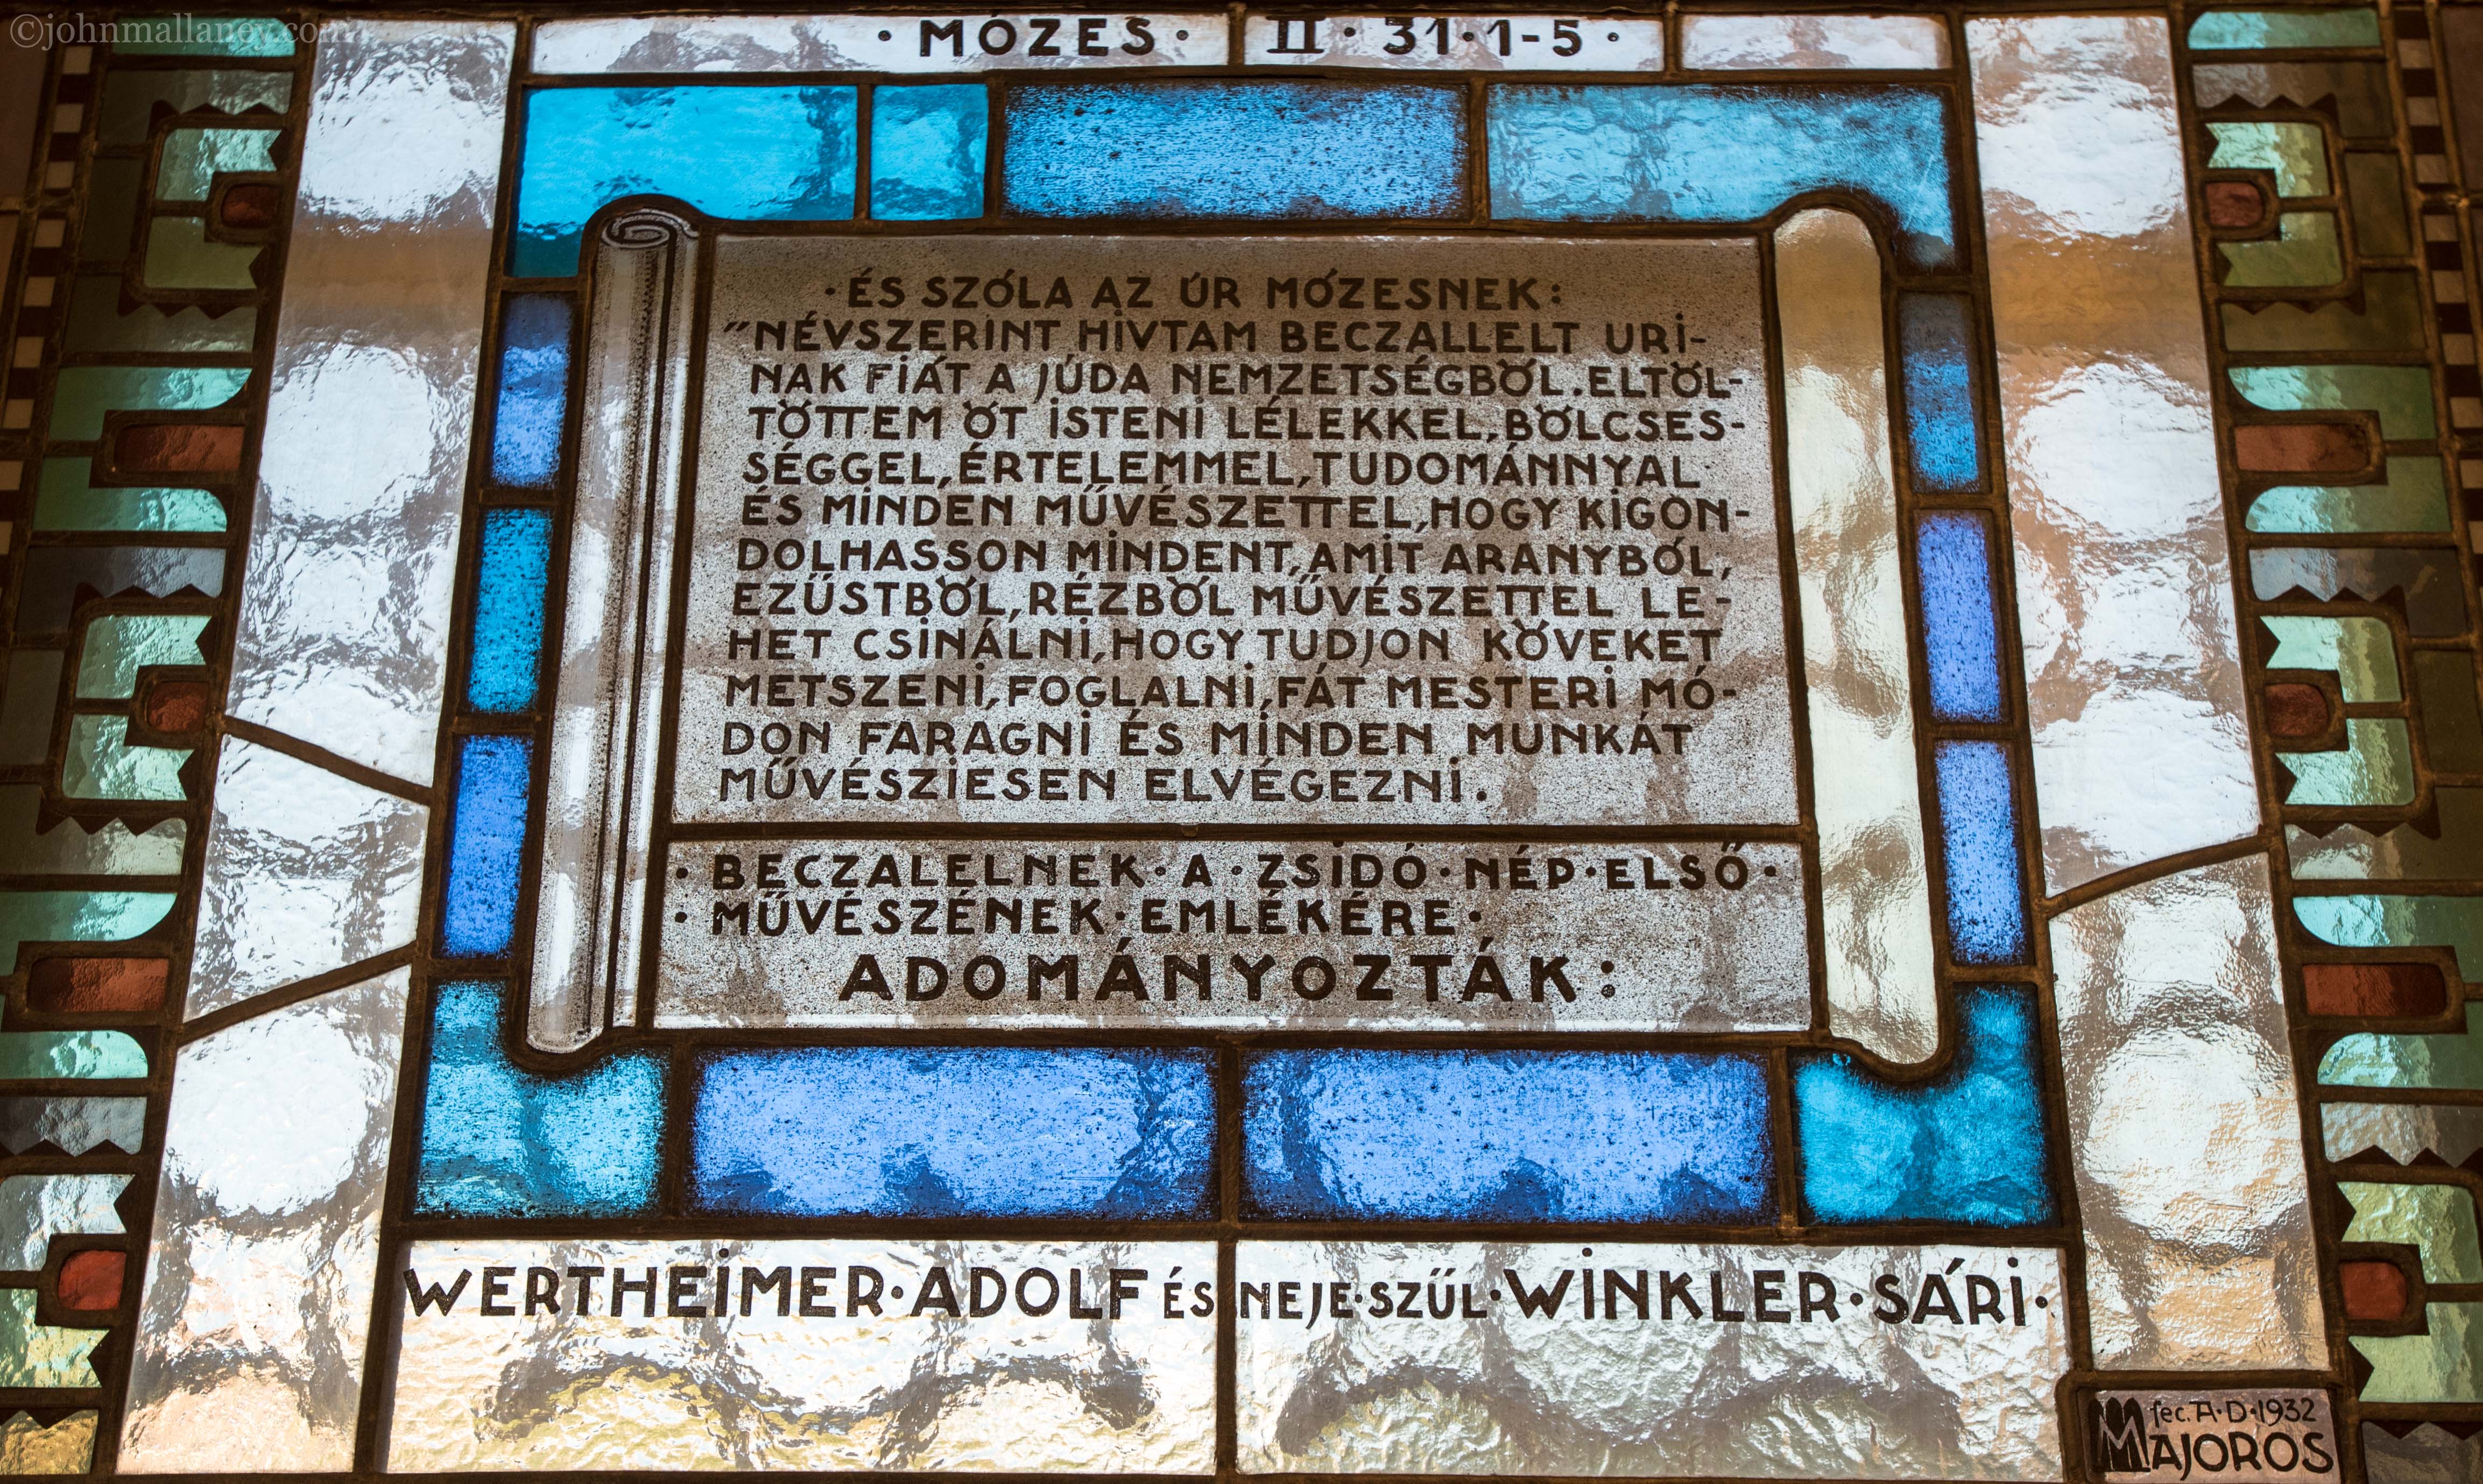 ©johnmallaney.com
· MÓZES · II · 31 · 1-5 ·
· ÉS SZÓLA AZ ÚR MÓZESNEK:
"NÉVSZERINT HIVTAM BECZALLELT URI-
NAK FIÁT A JÚDA NEMZETSÉGBŐL. ELTÖL-
TÖTTEM ŐT ISTENI LÉLEKKEL, BÖLCSES-
SÉGGEL, ÉRTELEMMEL, TUDOMÁNNYAL
ÉS MINDEN MŰVÉSZETTEL, HOGY KIGON-
DOLHASSON MINDENT, AMIT ARANYBÓL,
EZŰSTBŐL, RÉZBŐL MŰVÉSZETTEL LE-
HET CSINÁLNI, HOGY TUDJON KÖVEKET
METSZENI, FOGLALNI, FÁT MESTERI MÓ-
DON FARAGNI ÉS MINDEN MUNKÁT
MŰVÉSZIESEN ELVÉGEZNI.
· BECZALELNEK · A · ZSIDÓ · NÉP · ELSŐ ·
· MŰVÉSZÉNEK · EMLÉKÉRE ·
ADOMÁNYOZTÁK:
WERTHEIMER · ADOLF ÉS NEJE · SZŰL · WINKLER · SÁRI ·
fec. A · D · 1932
MAJOROS